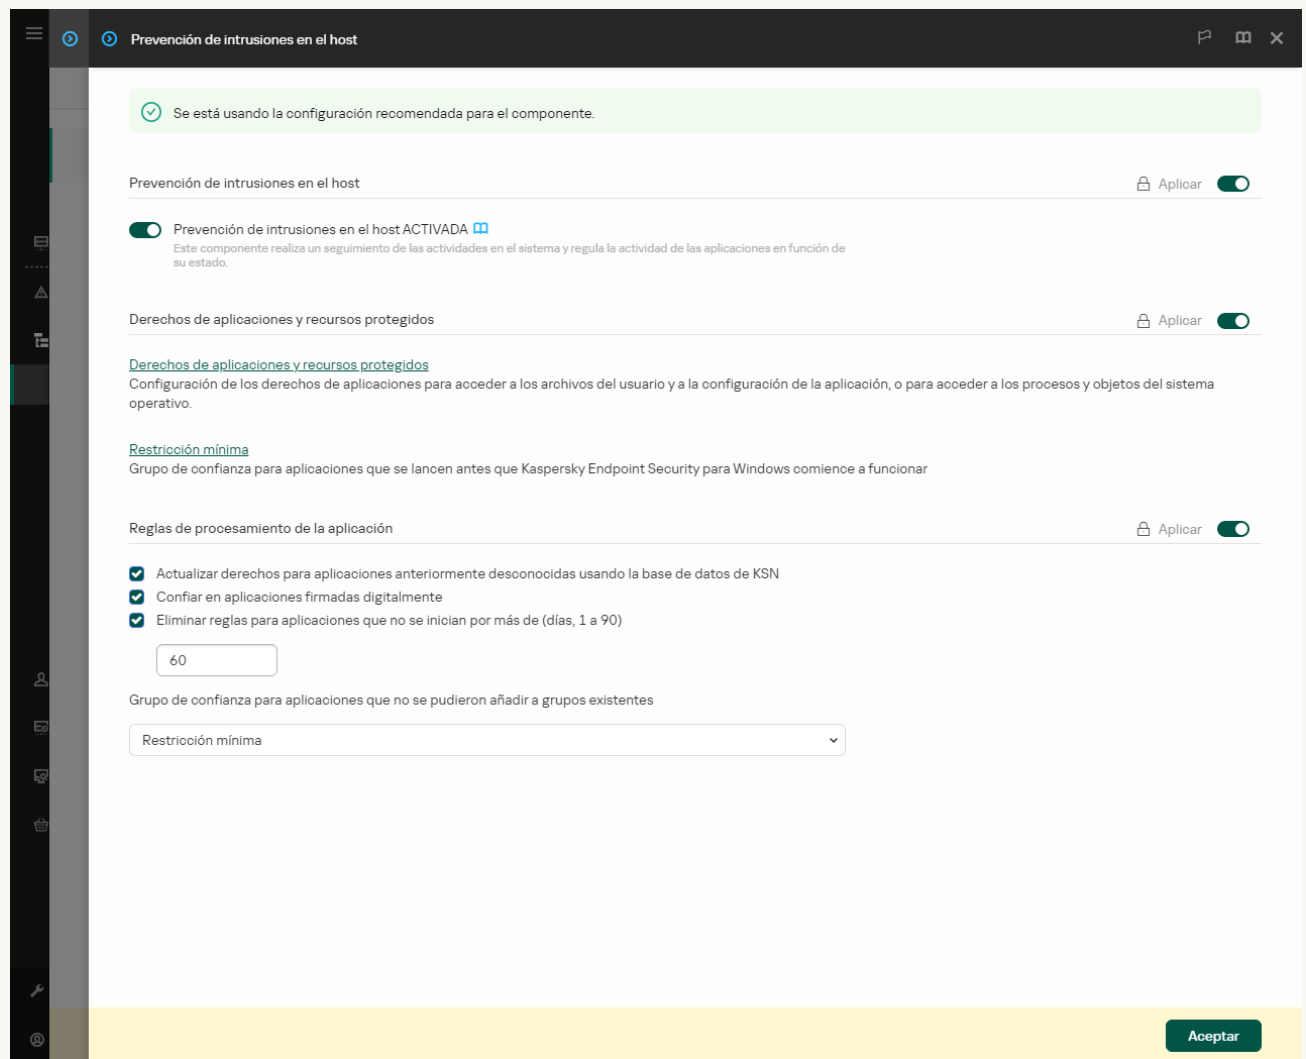 Prevención de intrusiones en el host
Se está usando la configuración recomendada para el componente.
Prevención de intrusiones en el host
Aplicar
Prevención de intrusiones en el host ACTIVADA
Este componente realiza un seguimiento de las actividades en el sistema y regula la actividad de las aplicaciones en función de
su estado.
Derechos de aplicaciones y recursos protegidos
Aplicar
Derechos de aplicaciones y recursos protegidos
Configuración de los derechos de aplicaciones para acceder a los archivos del usuario y a la configuración de la aplicación, o para acceder a los procesos y objetos del sistema
operativo.
Restricción mínima
Grupo de confianza para aplicaciones que se lancen antes que Kaspersky Endpoint Security para Windows comience a funcionar
Reglas de procesamiento de la aplicación
Aplicar
Actualizar derechos para aplicaciones anteriormente desconocidas usando la base de datos de KSN
Confiar en aplicaciones firmadas digitalmente
Eliminar reglas para aplicaciones que no se inician por más de (días, 1 a 90)
60
Grupo de confianza para aplicaciones que no se pudieron añadir a grupos existentes
Restricción mínima
Aceptar